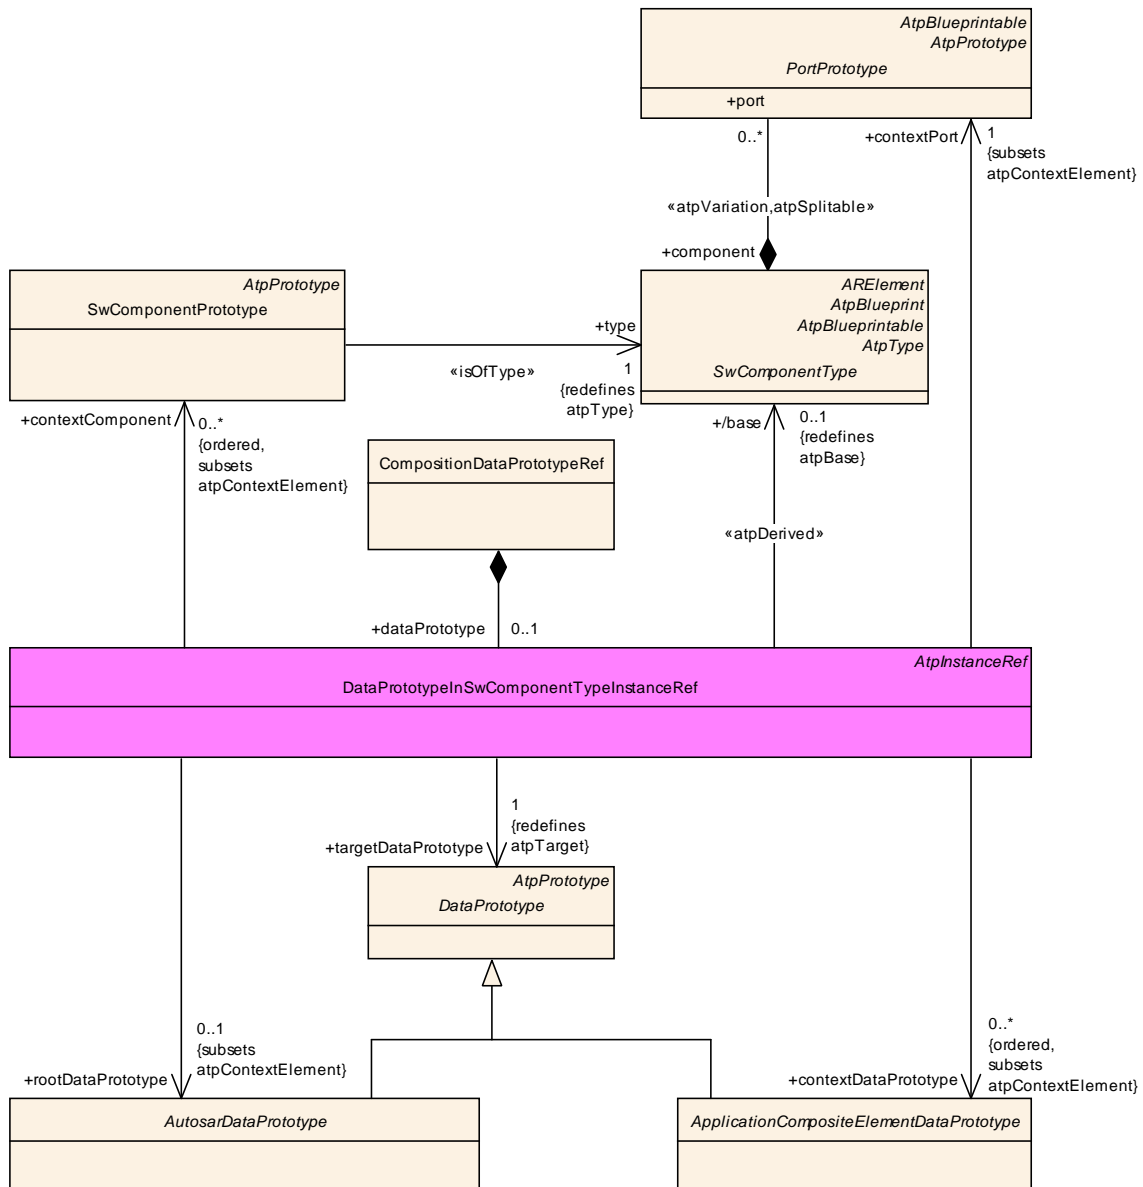 AtpBlueprintable
AtpPrototype
PortPrototype
+port
0..*
+contextPort
1
{subsets
atpContextElement}
«atpVariation,atpSplitable»
+component
AtpPrototype
SwComponentPrototype
ARElement
AtpBlueprint
AtpBlueprintable
AtpType
SwComponentType
+type
«isOfType»
1
{redefines
atpType}
+contextComponent
0..*
{ordered,
subsets
atpContextElement}
+/base
0..1
{redefines
atpBase}
CompositionDataPrototypeRef
«atpDerived»
+dataPrototype
0..1
AtpInstanceRef
DataPrototypeInSwComponentTypeInstanceRef
1
{redefines
atpTarget}
+targetDataPrototype
AtpPrototype
DataPrototype
0..1
{subsets
atpContextElement}
+rootDataPrototype
0..*
{ordered,
subsets
atpContextElement}
+contextDataPrototype
AutosarDataPrototype
ApplicationCompositeElementDataPrototype